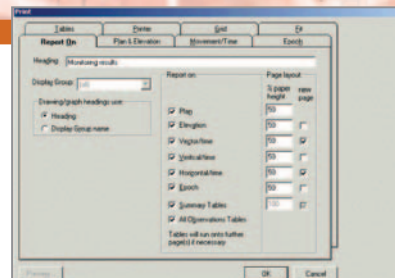 Print
Tables Printer Grid Fit
Report On Plan & Elevation Movement/Time Epoch
Heading: Monitoring results
Display Group:
Drawing/graph headings use:
Heading
Display Group name
Report on:
Page layout
% paper height new page
Plan 50
Elevation 50
Vector/time 50
Vertical/time 50
Horizontal/time 50
Epoch 50
Summary Tables 100
All Observations Tables
Tables will run onto further page(s) if necessary
OK Cancel